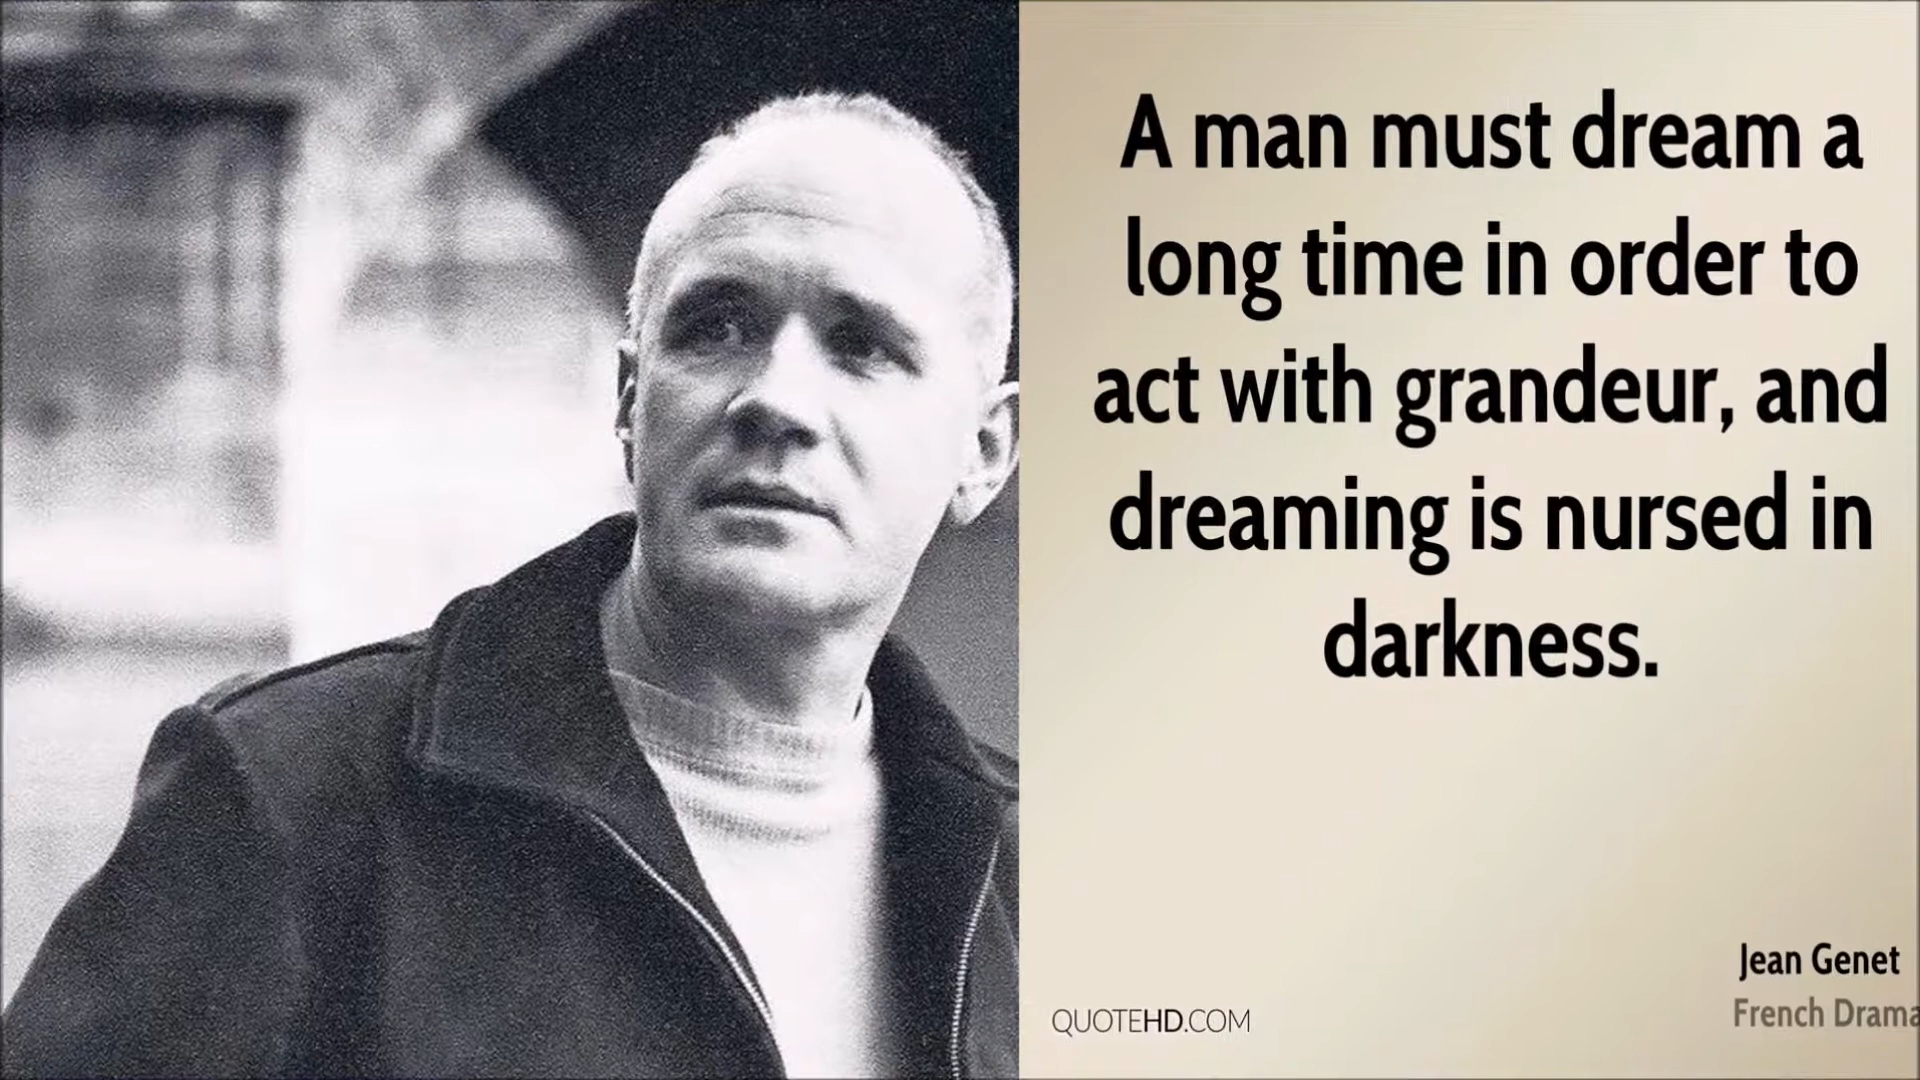 A man must dream a
long time in order to
act with grandeur, and
dreaming is nursed in
darkness.
Jean Genet
French Drama
QUOTEHD.COM